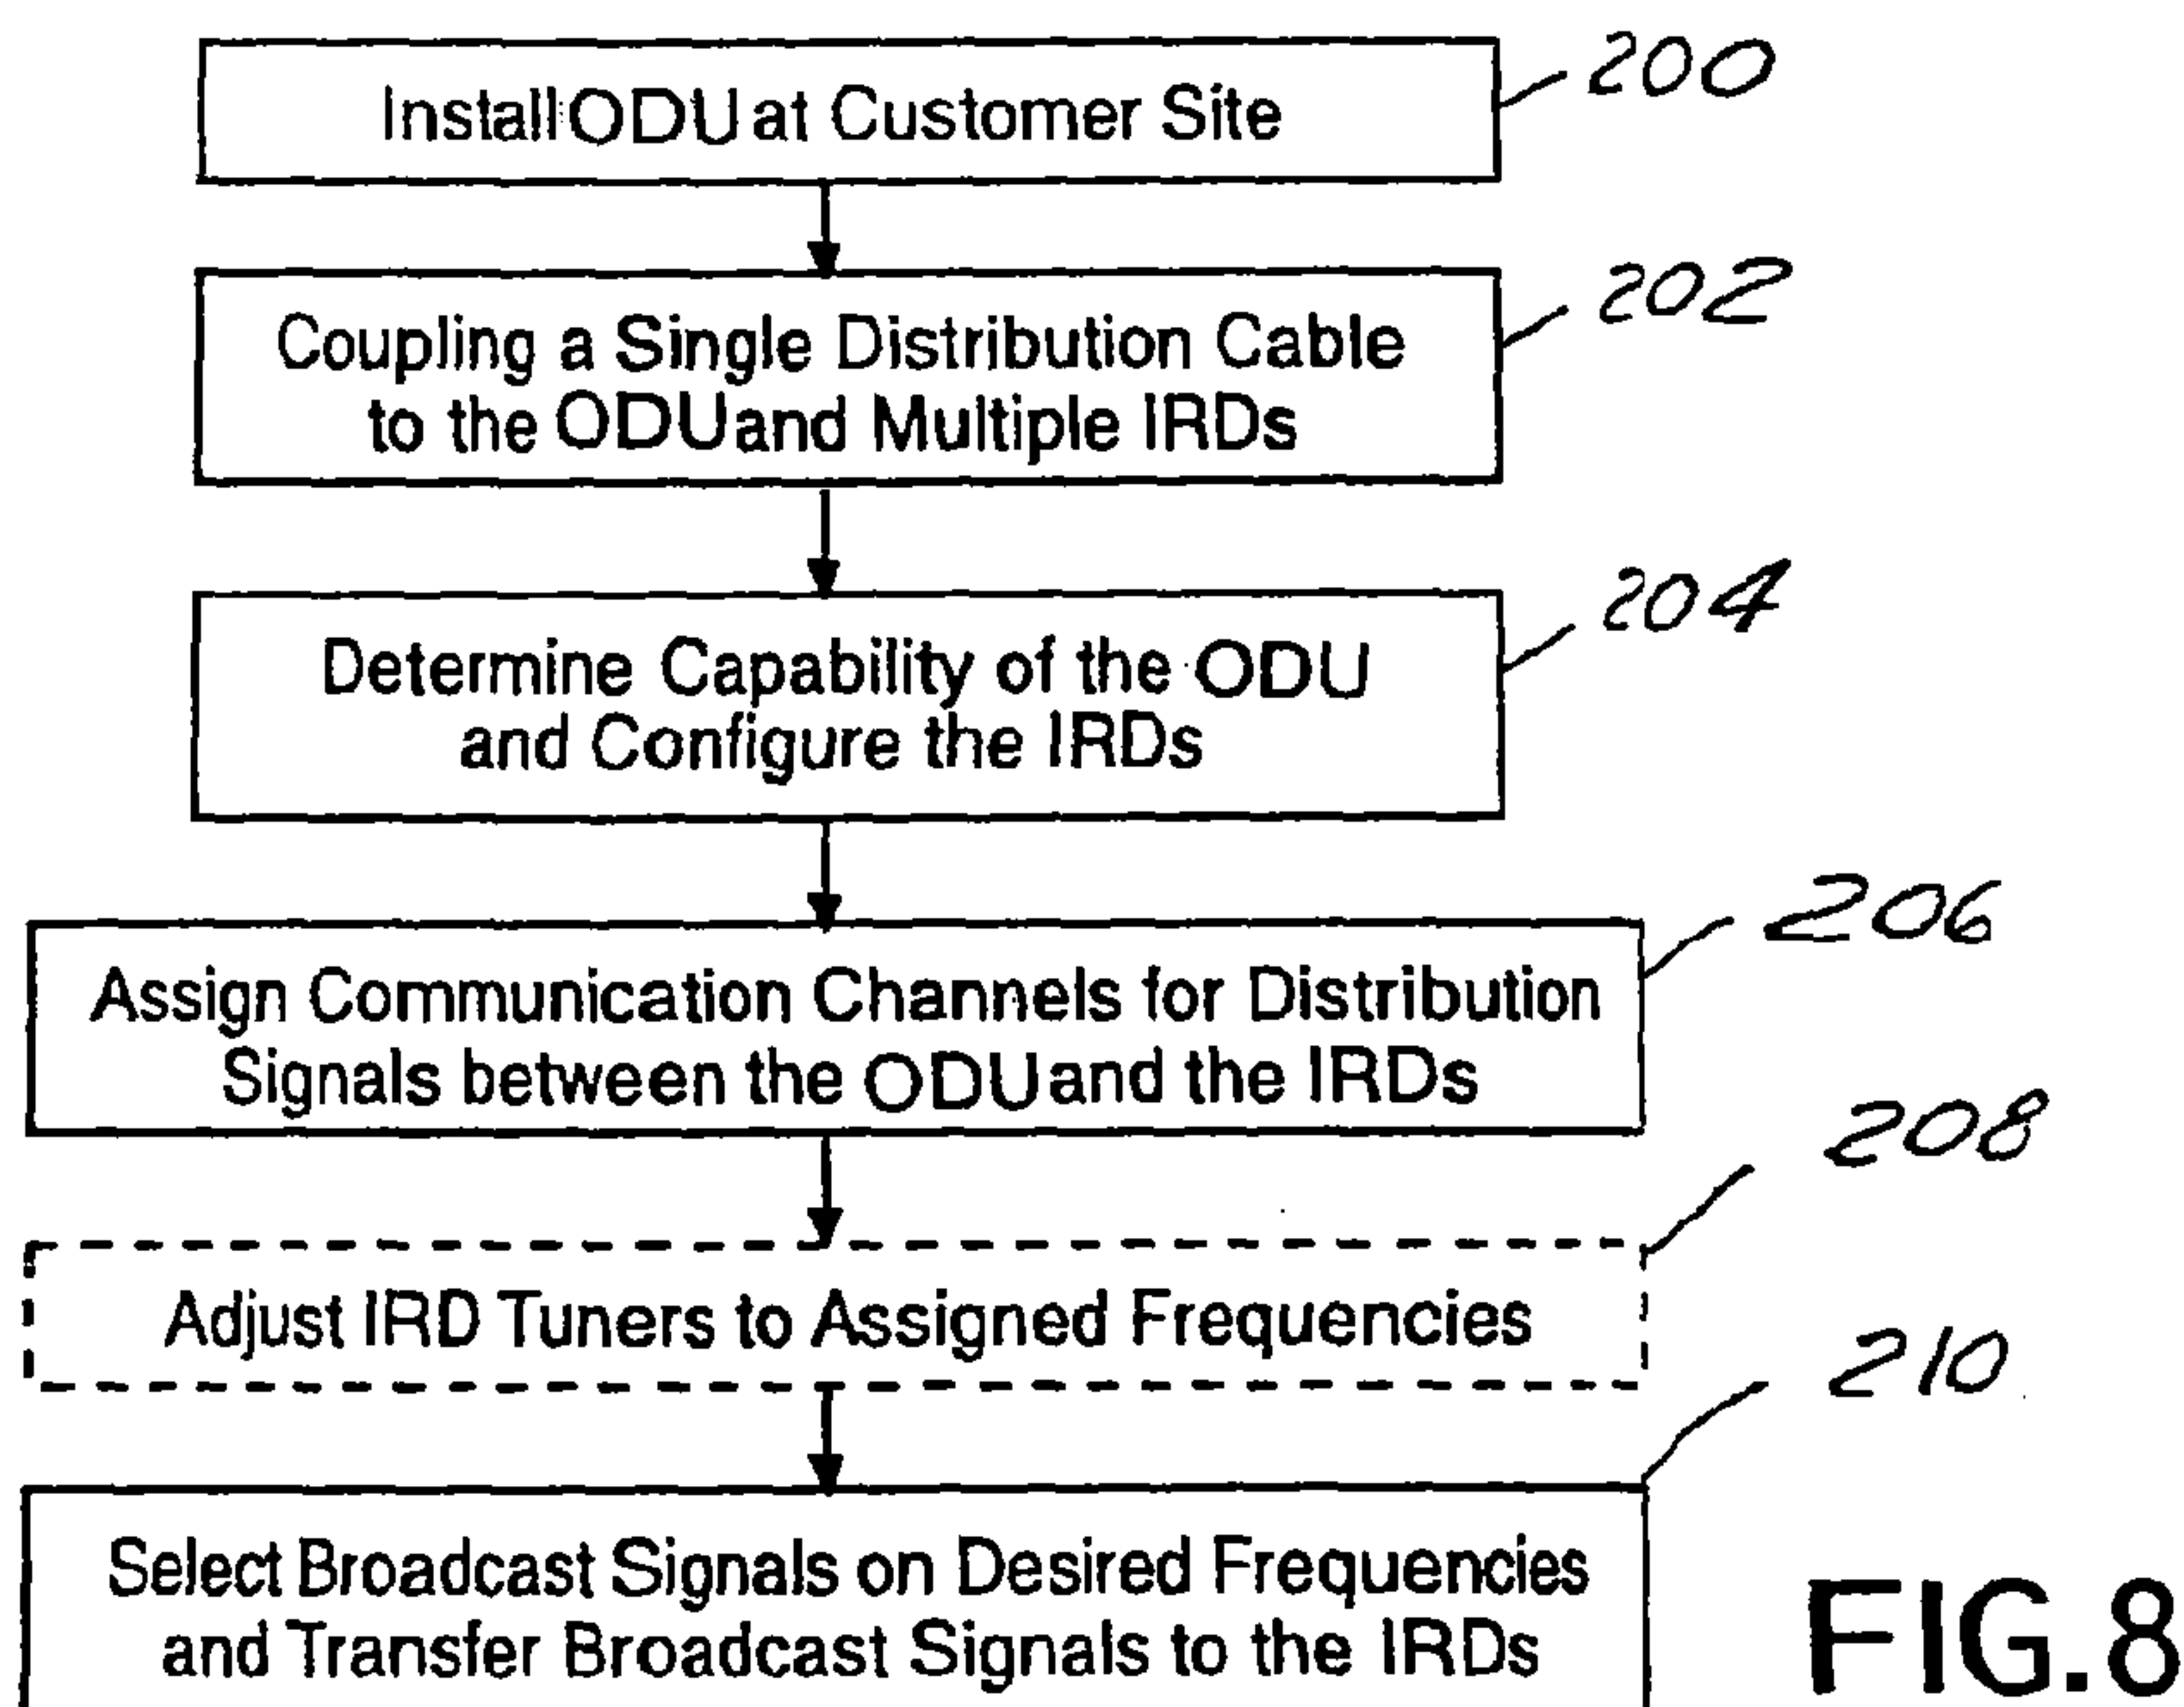 Install ODU at Customer Site
200
Coupling a Single Distribution Cable
to the ODU and Multiple IRDs
202
Determine Capability of the ODU
and Configure the IRDs
204
Assign Communication Channels for Distribution
Signals between the ODU and the IRDs
206
Adjust IRD Tuners to Assigned Frequencies
208
Select Broadcast Signals on Desired Frequencies
and Transfer Broadcast Signals to the IRDs
210
FIG.8